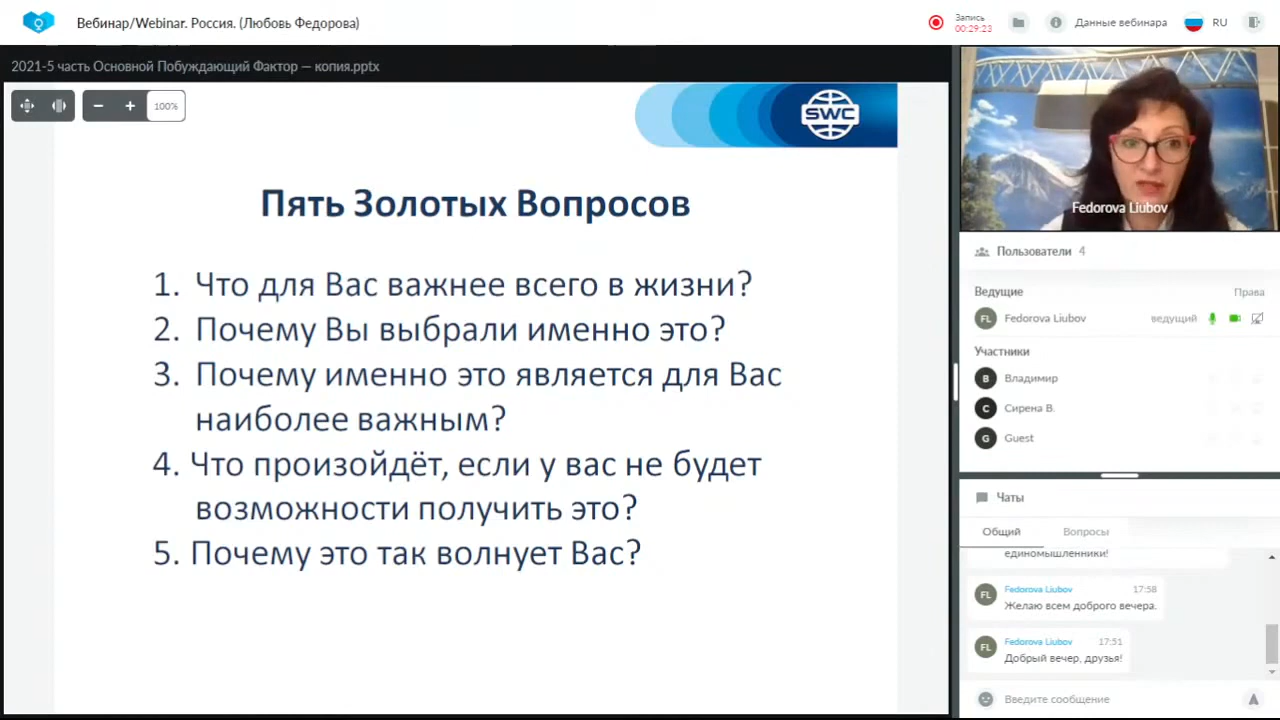 Вебинар/Webinar. Россия. (Любовь Федорова)
Запись
00:29:23
Данные вебинара
RU
2021-5 часть Основной Побуждающий Фактор — копия.pptx
100%
SWC
Пять Золотых Вопросов
1. Что для Вас важнее всего в жизни?
2. Почему Вы выбрали именно это?
3. Почему именно это является для Вас
наиболее важным?
4. Что произойдёт, если у вас не будет
возможности получить это?
5. Почему это так волнует Вас?
Fedorova Liubov
Пользователи 4
Ведущие Права
FL Fedorova Liubov ведущий
Участники
В Владимир
С Сирена В.
G Guest
Чаты
Общий Вопросы
единомышленники!
FL Fedorova Liubov 17:58
Желаю всем доброго вечера.
FL Fedorova Liubov 17:51
Добрый вечер, друзья!
Введите сообщение